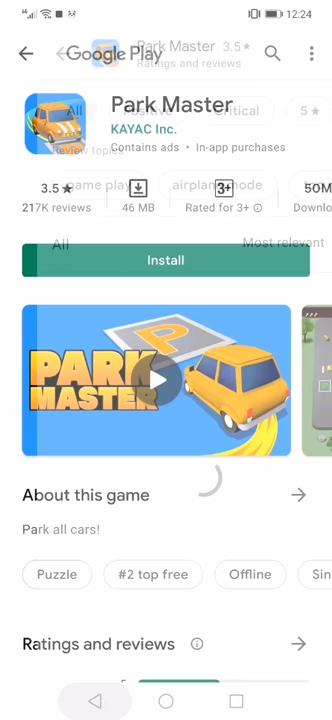 12:24
Google Play
Park Master 3.5★
Ratings and reviews
All Positive Critical 5★
Park Master
KAYAC Inc.
Contains ads • In-app purchases
Review topics
game play airplane mode
3.5★
217K reviews
46 MB
3+
Rated for 3+
50M
Downlo
All
Most relevant
Install
P
PARK
MASTER
About this game
Park all cars!
Puzzle
#2 top free
Offline
Sin
Ratings and reviews
5